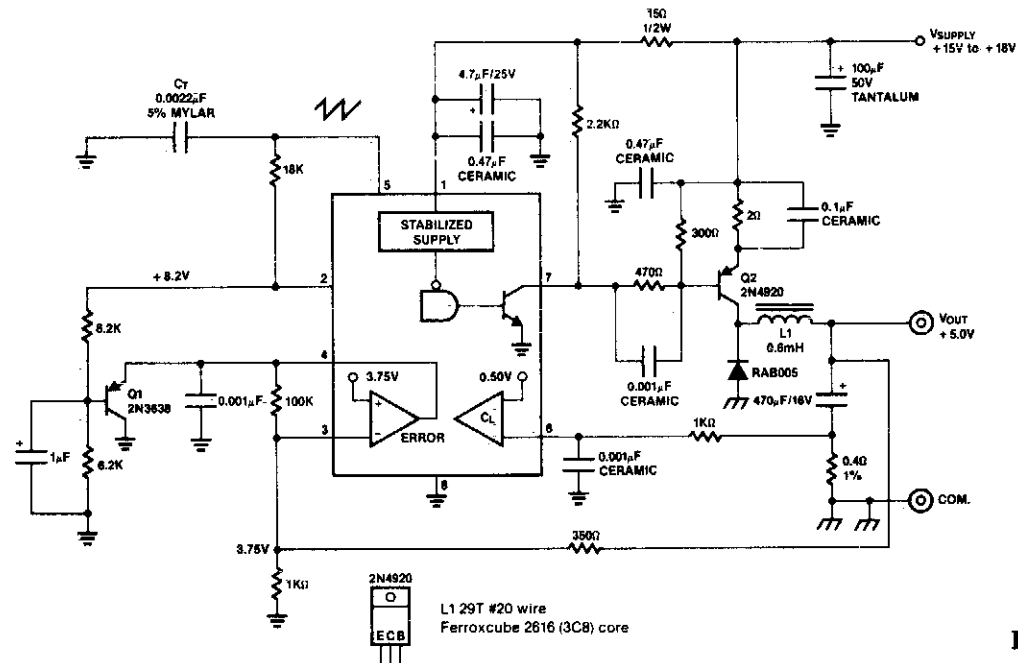 15Ω
1/2W
VSUPPLY
+15V to +18V
CT
0.0022µF
5% MYLAR
4.7µF/25V
+
+
100µF
50V
TANTALUM
2.2KΩ
0.47µF
CERAMIC
0.47µF
CERAMIC
18K
5
1
0.1µF
CERAMIC
2Ω
300Ω
STABILIZED
SUPPLY
+8.2V
2
7
470Ω
Q2
2N4920
8.2K
L1
0.6mH
VOUT
+5.0V
4
Q1
2N3638
0.001µF
100K
3.75V
0.50V
0.001µF
CERAMIC
RAB005
+
470µF/16V
+
-
ERROR
CL
3
6
1KΩ
+
1µF
6.2K
0.001µF
CERAMIC
0.4Ω
1%
8
COM.
3.75V
350Ω
1KΩ
2N4920
L1 29T #20 wire
Ferroxcube 2616 (3C8) core
ECB